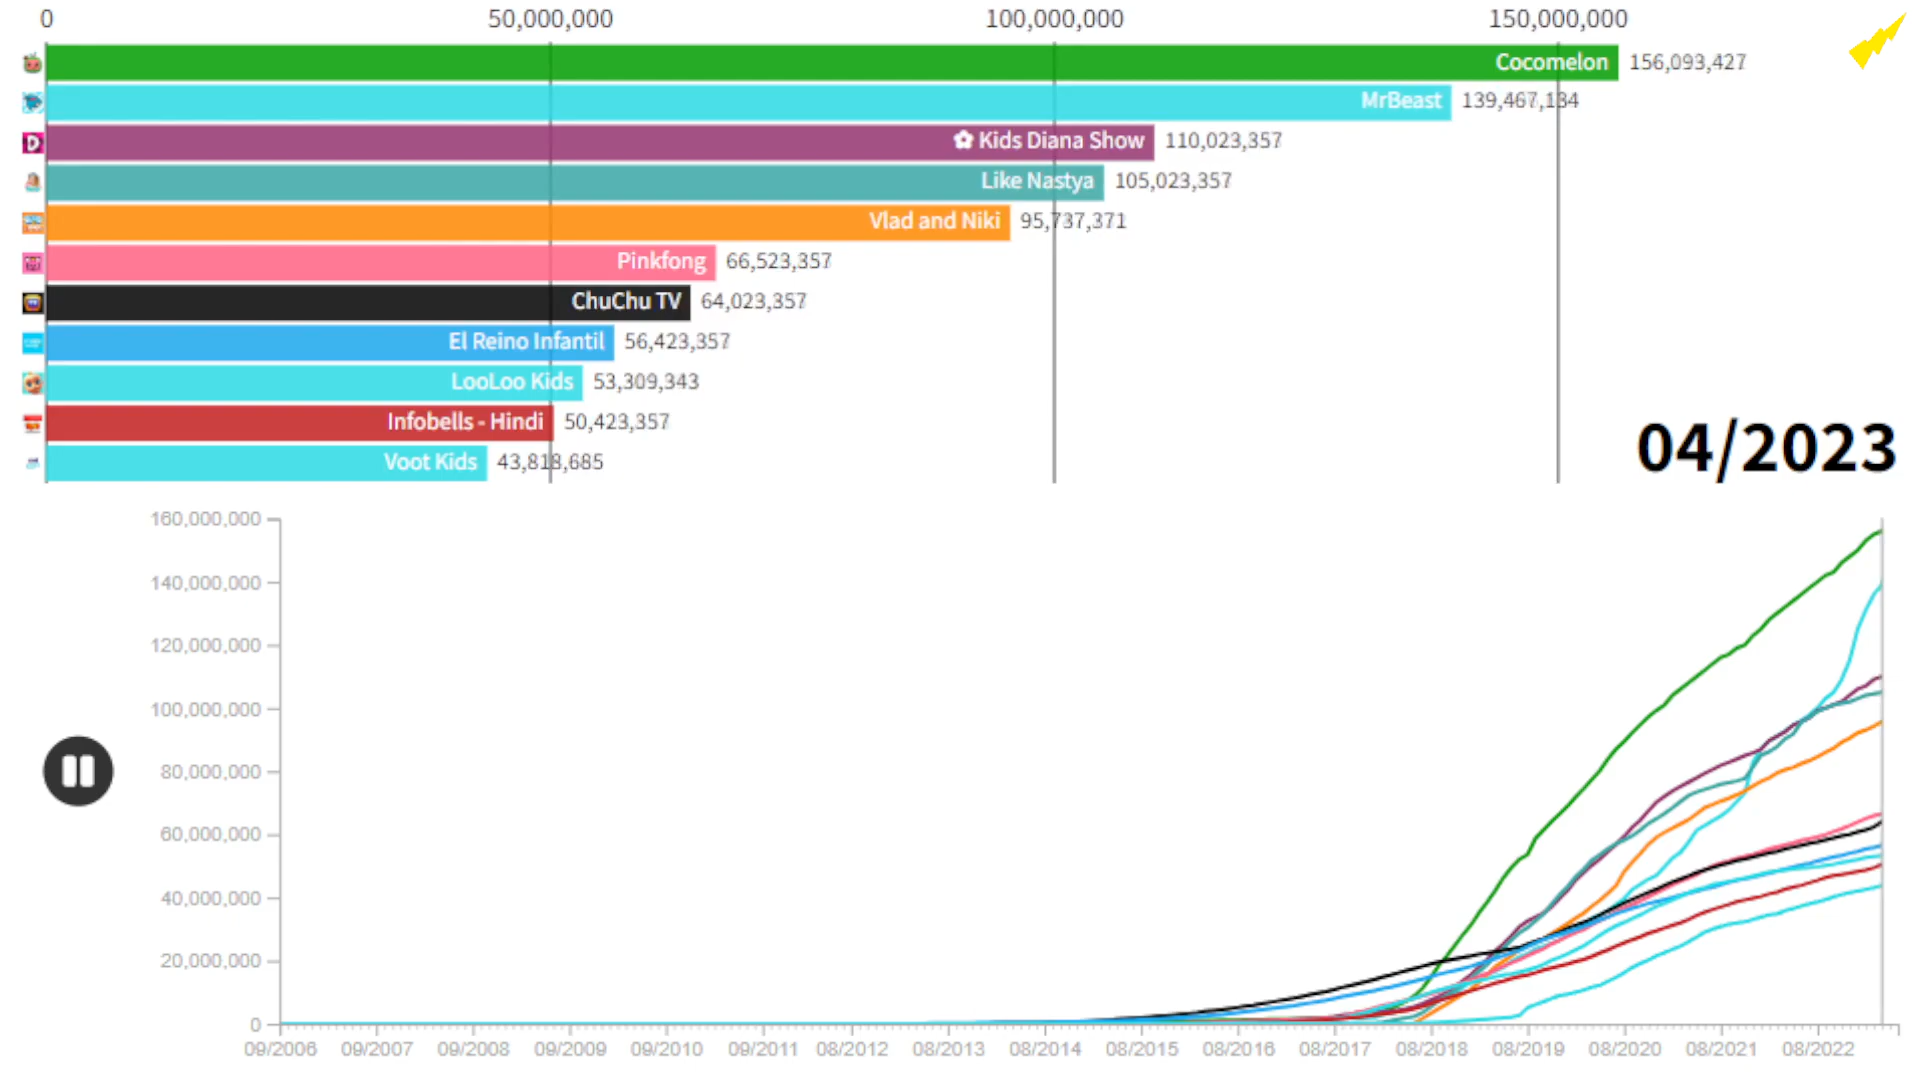 0 50,000,000 100,000,000 150,000,000
Cocomelon 156,093,427
MrBeast 139,467,134
D ✿ Kids Diana Show 110,023,357
Like Nastya 105,023,357
Vlad and Niki 95,737,371
Pinkfong 66,523,357
ChuChu TV 64,023,357
El Reino Infantil 56,423,357
LooLoo Kids 53,309,343
Infobells - Hindi 50,423,357
Voot Kids 43,818,685
04/2023
160,000,000
140,000,000
120,000,000
100,000,000
80,000,000
60,000,000
40,000,000
20,000,000
0
09/2006 09/2007 09/2008 09/2009 09/2010 09/2011 08/2012 08/2013 08/2014 08/2015 08/2016 08/2017 08/2018 08/2019 08/2020 08/2021 08/2022